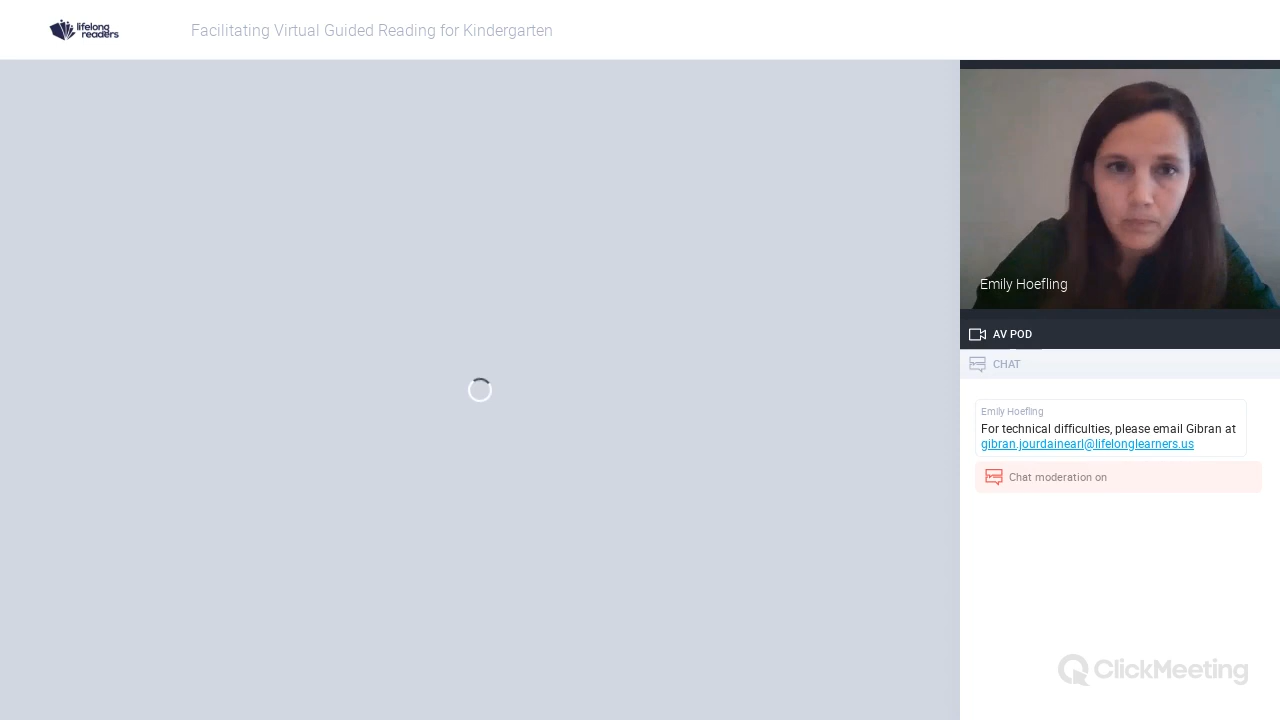 lifelong
readers
Facilitating Virtual Guided Reading for Kindergarten
Emily Hoefling
AV POD
CHAT
Emily Hoefling
For technical difficulties, please email Gibran at
gibran.jourdainearl@lifelonglearners.us
Chat moderation on
ClickMeeting